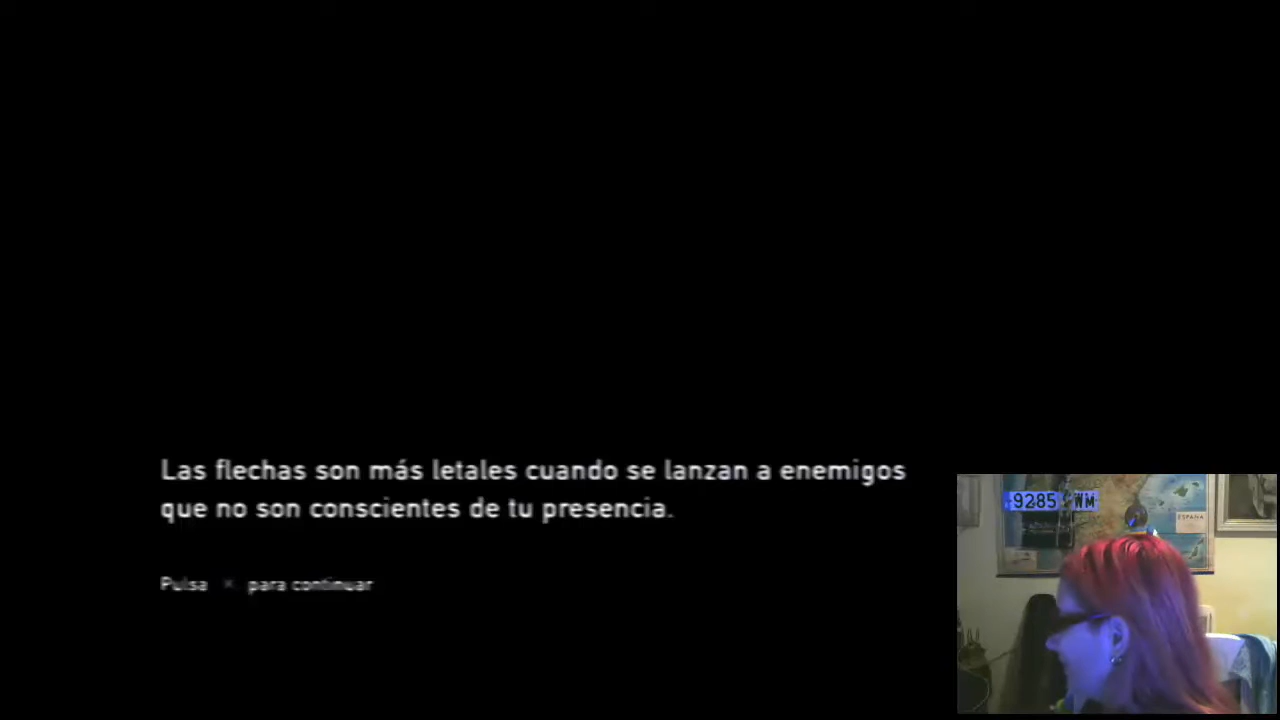 Las flechas son más letales cuando se lanzan a enemigos
que no son conscientes de tu presencia.
Pulsa × para continuar
9285 WM
ESPAÑA